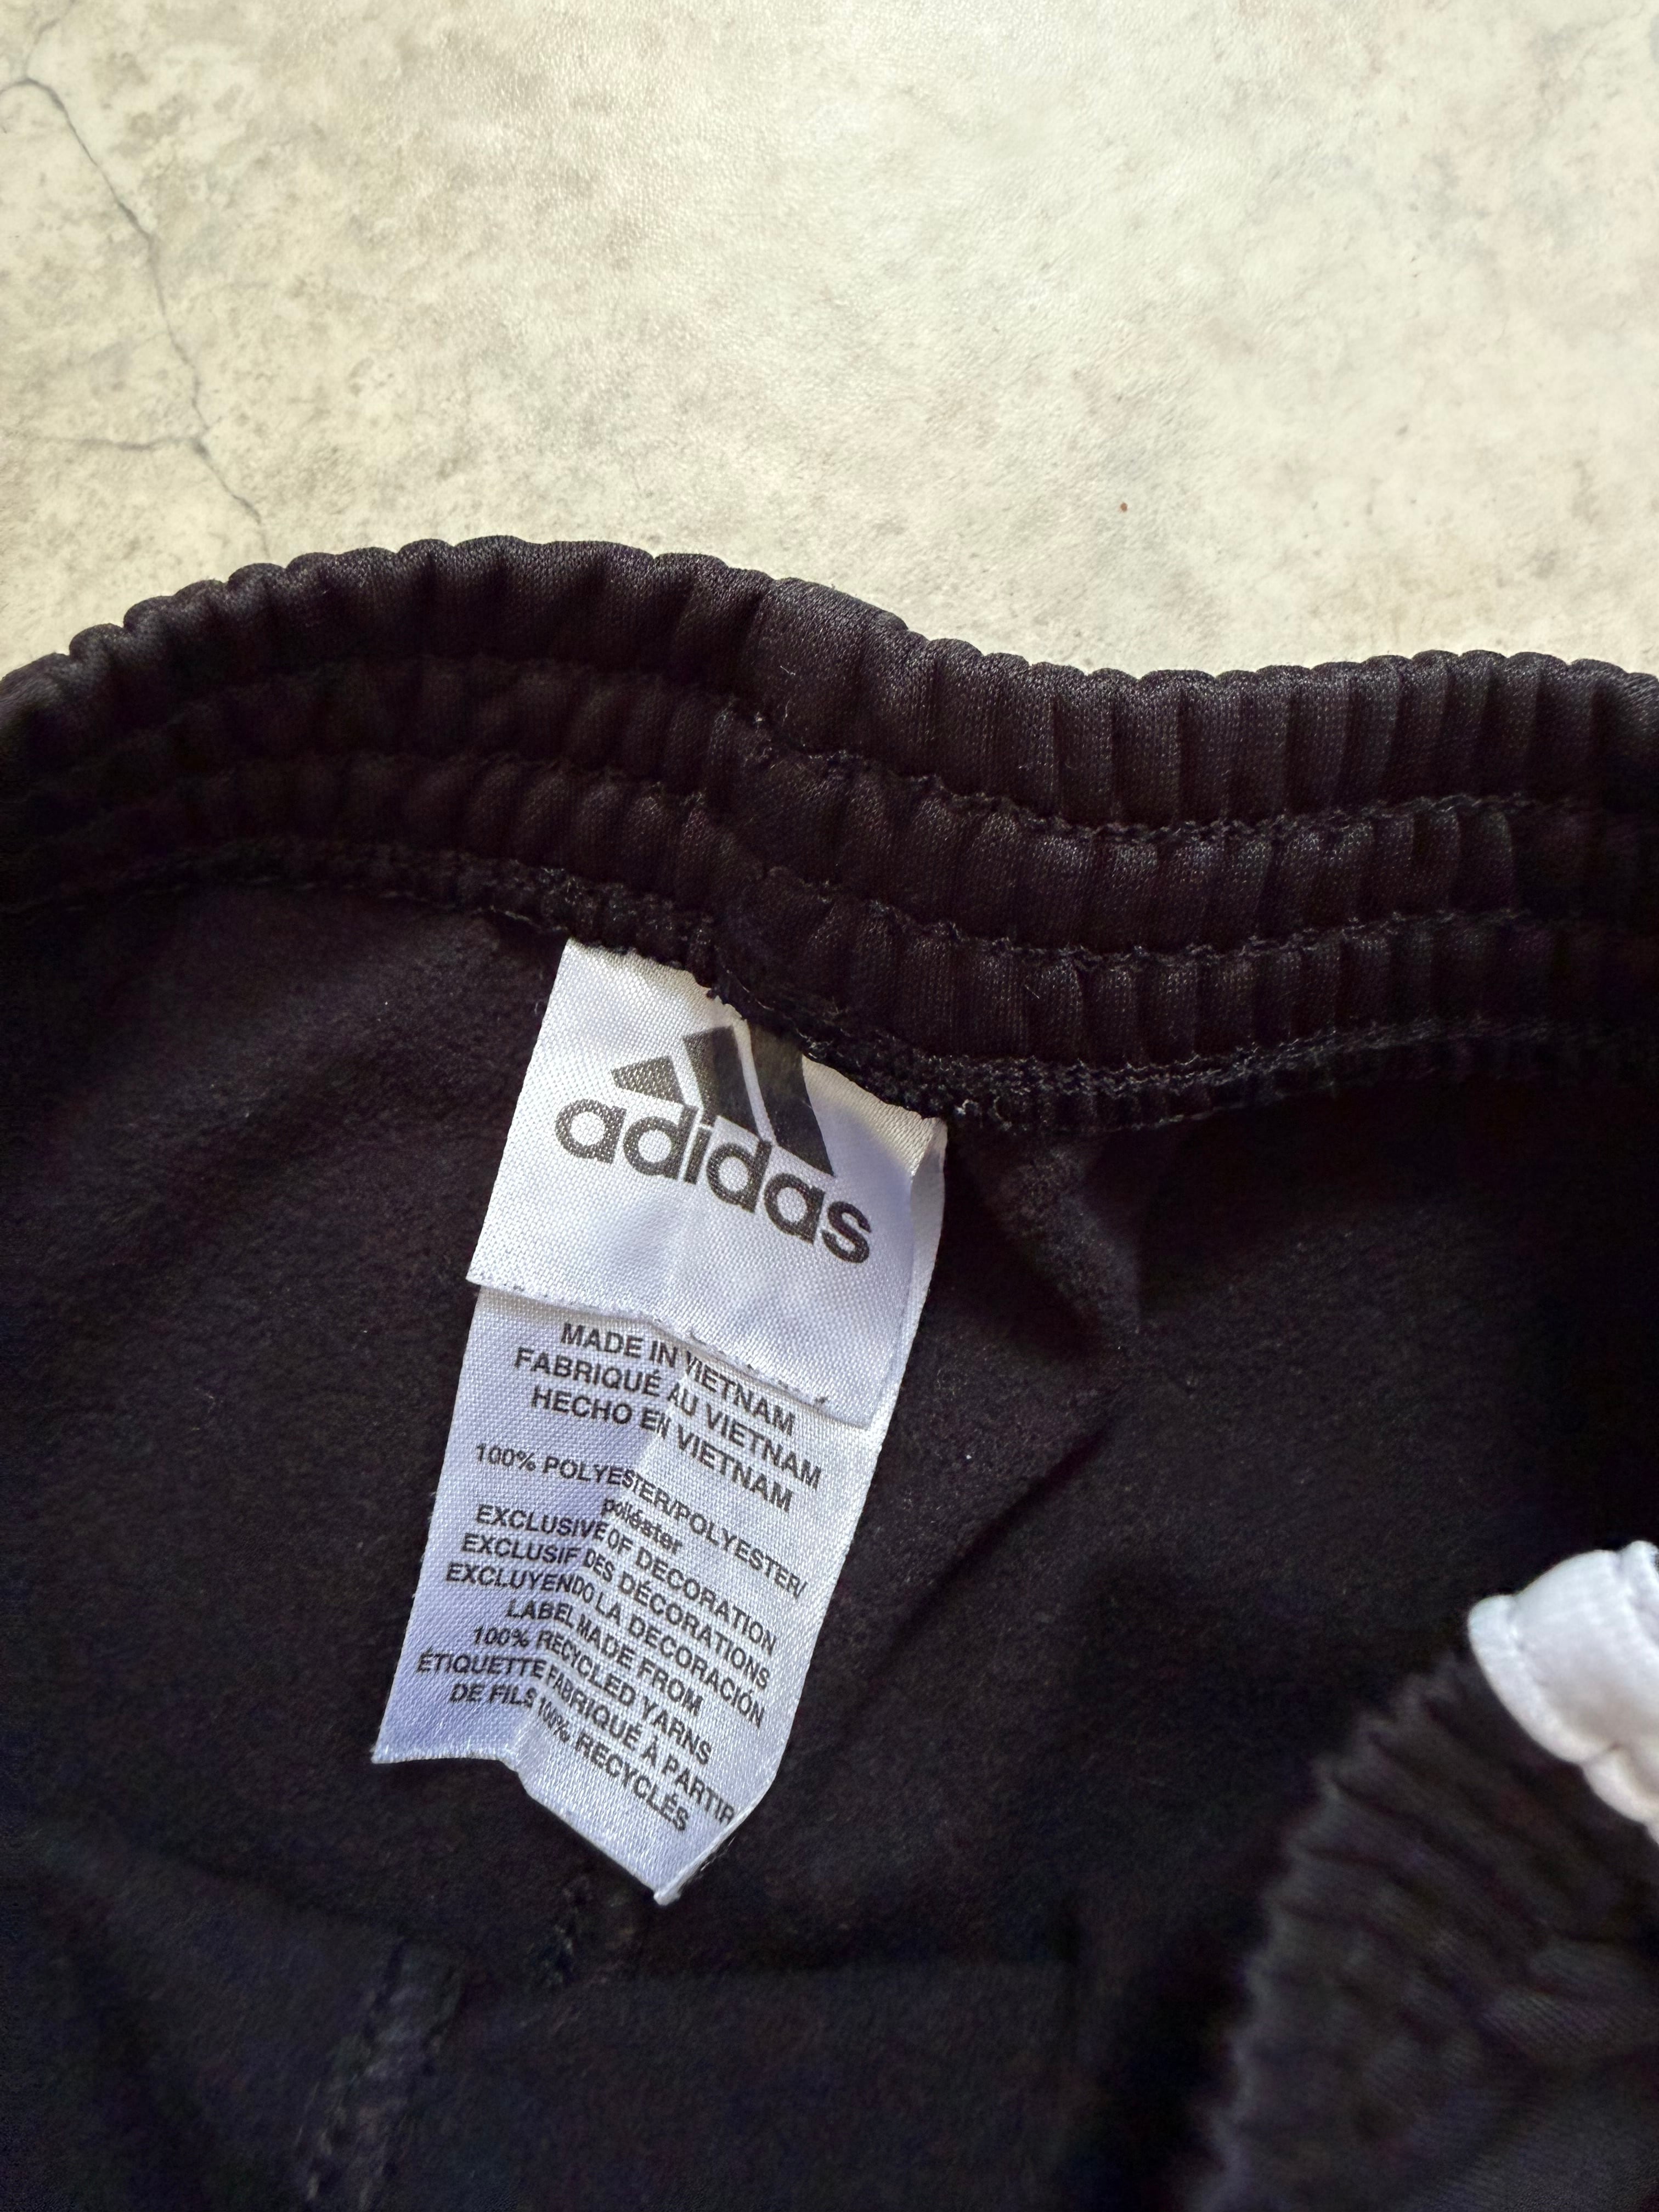 adidas
MADE IN VIETNAM
FABRIQUÉ AU VIETNAM
HECHO EN VIETNAM
100% POLYESTER/POLYESTER/
poliéster
EXCLUSIVE OF DECORATION
EXCLUSIF DES DÉCORATIONS
EXCLUYENDO LA DECORACIÓN
LABEL MADE FROM
100% RECYCLED YARNS
ÉTIQUETTE FABRIQUÉ À PARTIR
DE FILS 100% RECYCLÉS